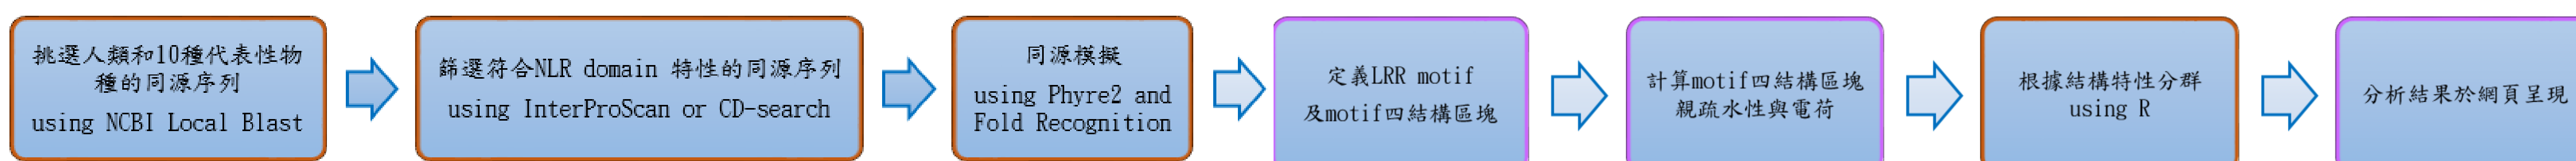 挑選人類和10種代表性物
種的同源序列
using NCBI Local Blast
篩選符合NLR domain 特性的同源序列
using InterProScan or CD-search
同源模擬
using Phyre2 and
Fold Recognition
定義LRR motif
及motif四結構區塊
計算motif四結構區塊
親疏水性與電荷
根據結構特性分群
using R
分析結果於網頁呈現